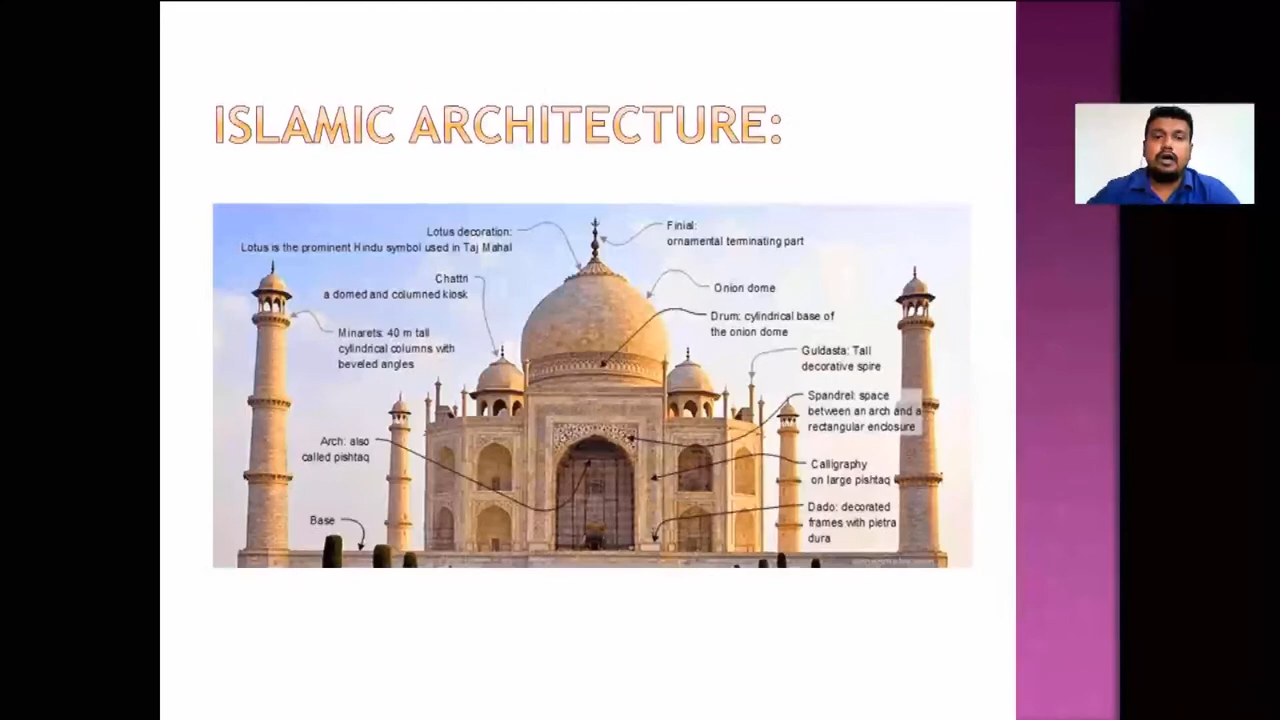 ISLAMIC ARCHITECTURE:
Lotus decoration:
Lotus is the prominent Hindu symbol used in Taj Mahal
Finial:
ornamental terminating part
Chattri
a domed and columned kiosk
Onion dome
Minarets: 40 m tall
cylindrical columns with
beveled angles
Drum: cylindrical base of
the onion dome
Guldasta: Tall
decorative spire
Spandrel: space
between an arch and a
rectangular enclosure
Arch: also
called pishtaq
Calligraphy
on large pishtaq
Base
Dado: decorated
frames with pietra
dura